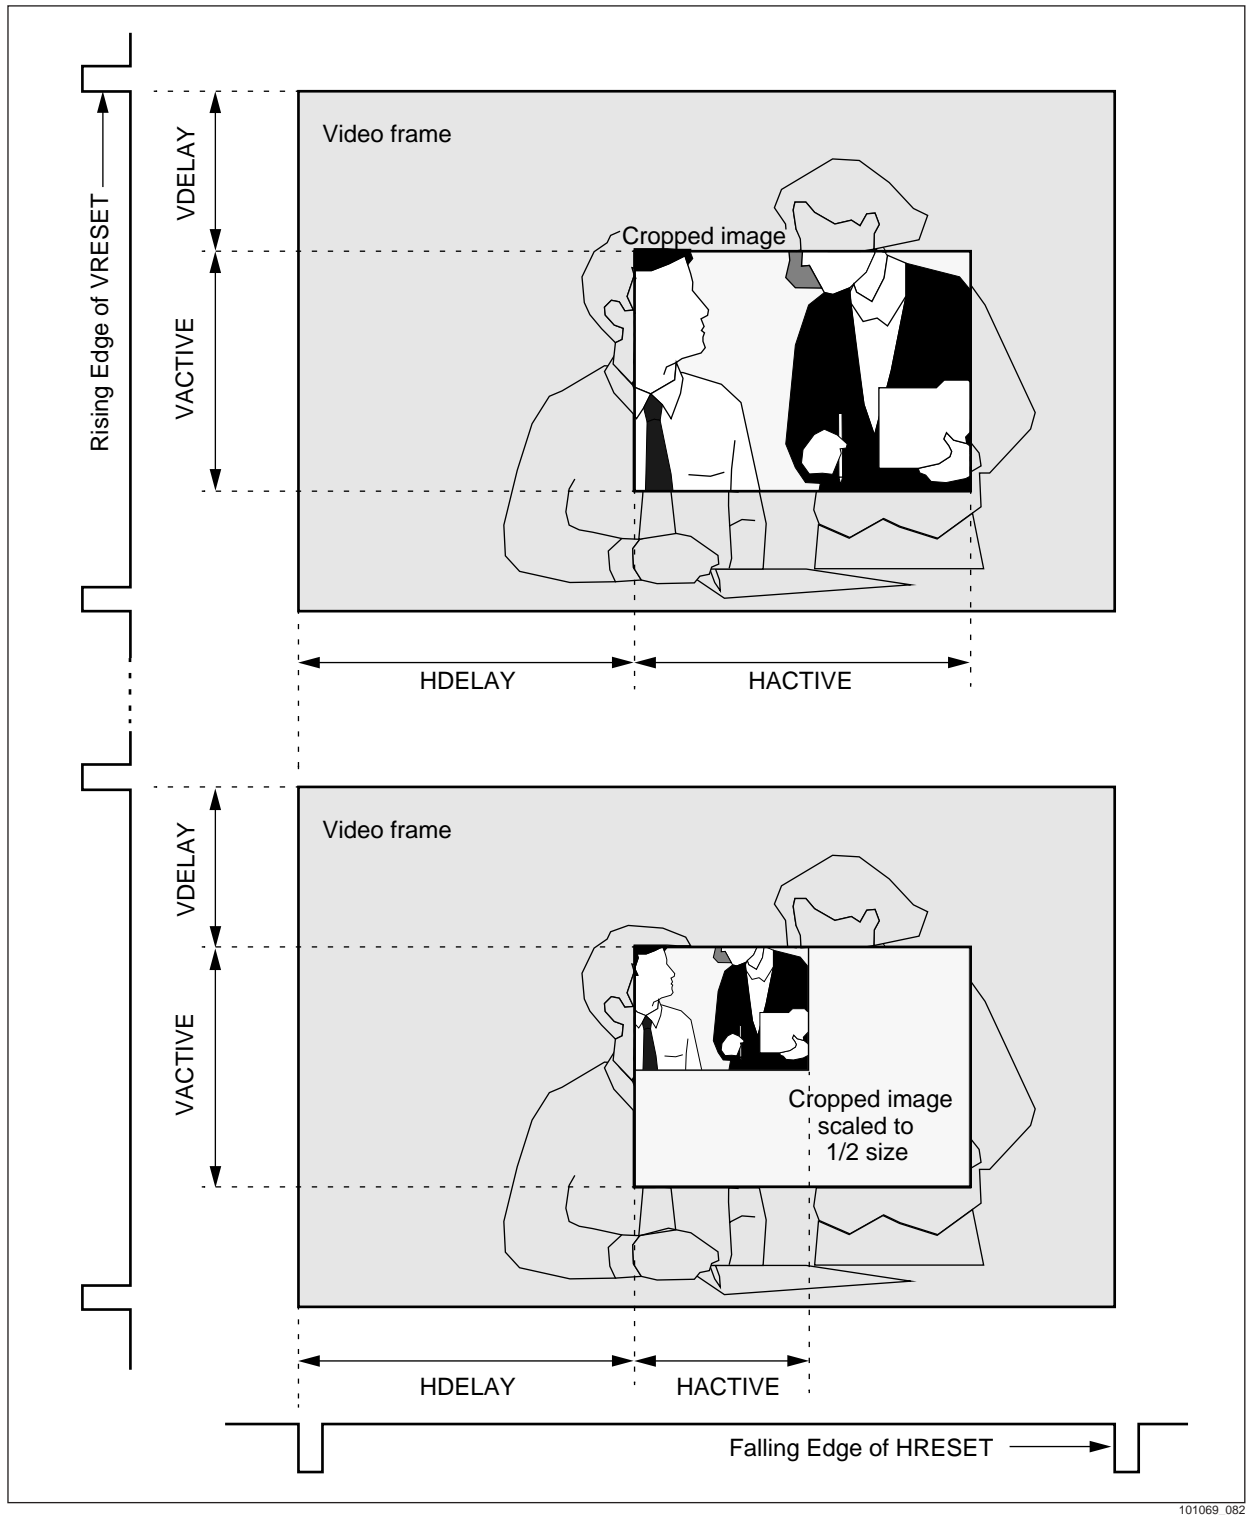 Video frame
VDELAY
Rising Edge of VRESET
Cropped image
VACTIVE
HDELAY
HACTIVE
Video frame
VDELAY
VACTIVE
Cropped image
scaled to
1/2 size
HDELAY
HACTIVE
Falling Edge of HRESET
101069_082